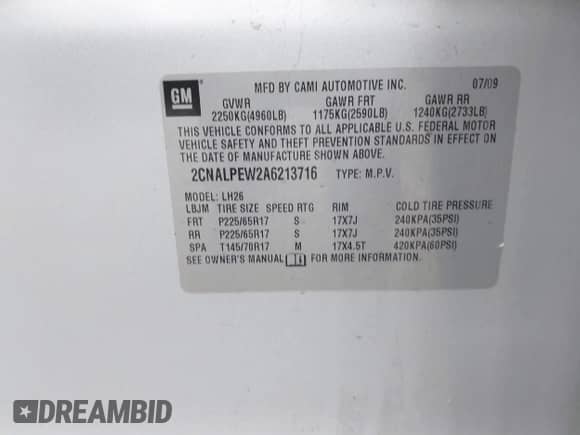 GM
MFD BY CAMI AUTOMOTIVE INC. 07/09
GVWR GAWR FRT GAWR RR
2250KG(4960LB) 1175KG(2590LB) 1240KG(2733LB)
THIS VEHICLE CONFORMS TO ALL APPLICABLE U.S. FEDERAL MOTOR
VEHICLE SAFETY AND THEFT PREVENTION STANDARDS IN EFFECT ON
THE DATE OF MANUFACTURE SHOWN ABOVE.
2CNALPEW2A6213716 TYPE: M.P.V.
MODEL: LH26
LBJM TIRE SIZE SPEED RTG RIM COLD TIRE PRESSURE
FRT P225/65R17 S 17X7J 240KPA(35PSI)
RR P225/65R17 S 17X7J 240KPA(35PSI)
SPA T145/70R17 M 17X4.5T 420KPA(60PSI)
SEE OWNER'S MANUAL FOR MORE INFORMATION.
DREAMBID